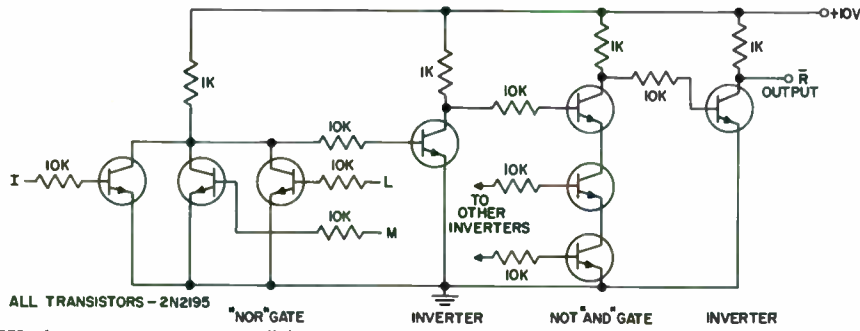 +10V
1K
1K
1K
1K
R̅
OUTPUT
10K
10K
10K
10K
I
10K
L
10K
M
10K
TO
OTHER
INVERTERS
10K
ALL TRANSISTORS - 2N2195
"NOR" GATE
INVERTER
NOT "AND" GATE
INVERTER